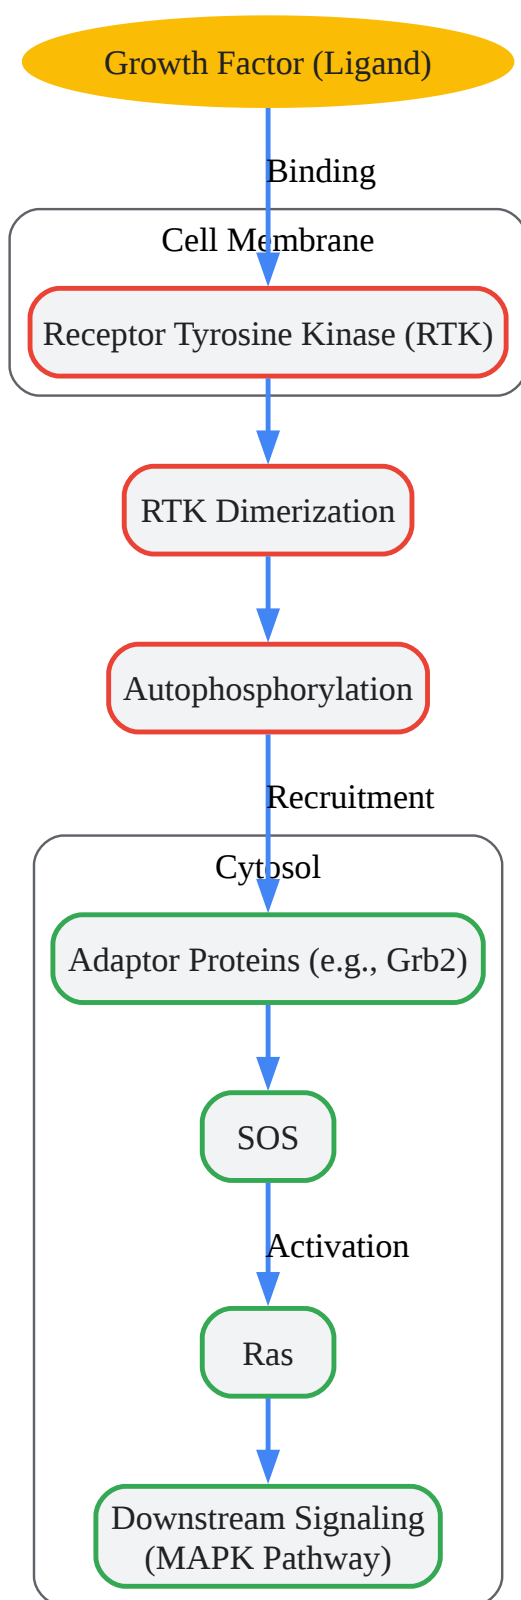 Growth Factor (Ligand)
Binding
Cell Membrane
Receptor Tyrosine Kinase (RTK)
RTK Dimerization
Autophosphorylation
Recruitment
Cytosol
Adaptor Proteins (e.g., Grb2)
SOS
Activation
Ras
Downstream Signaling
(MAPK Pathway)